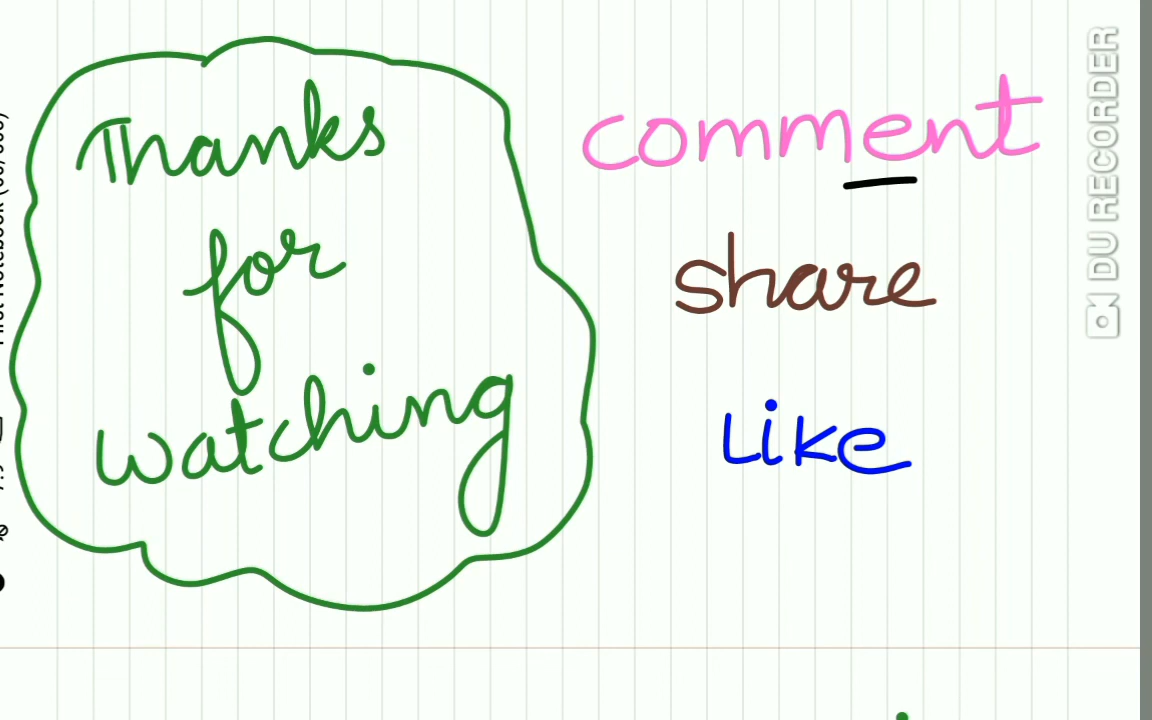 Thanks
for
watching
comment
share
Like
DU RECORDER